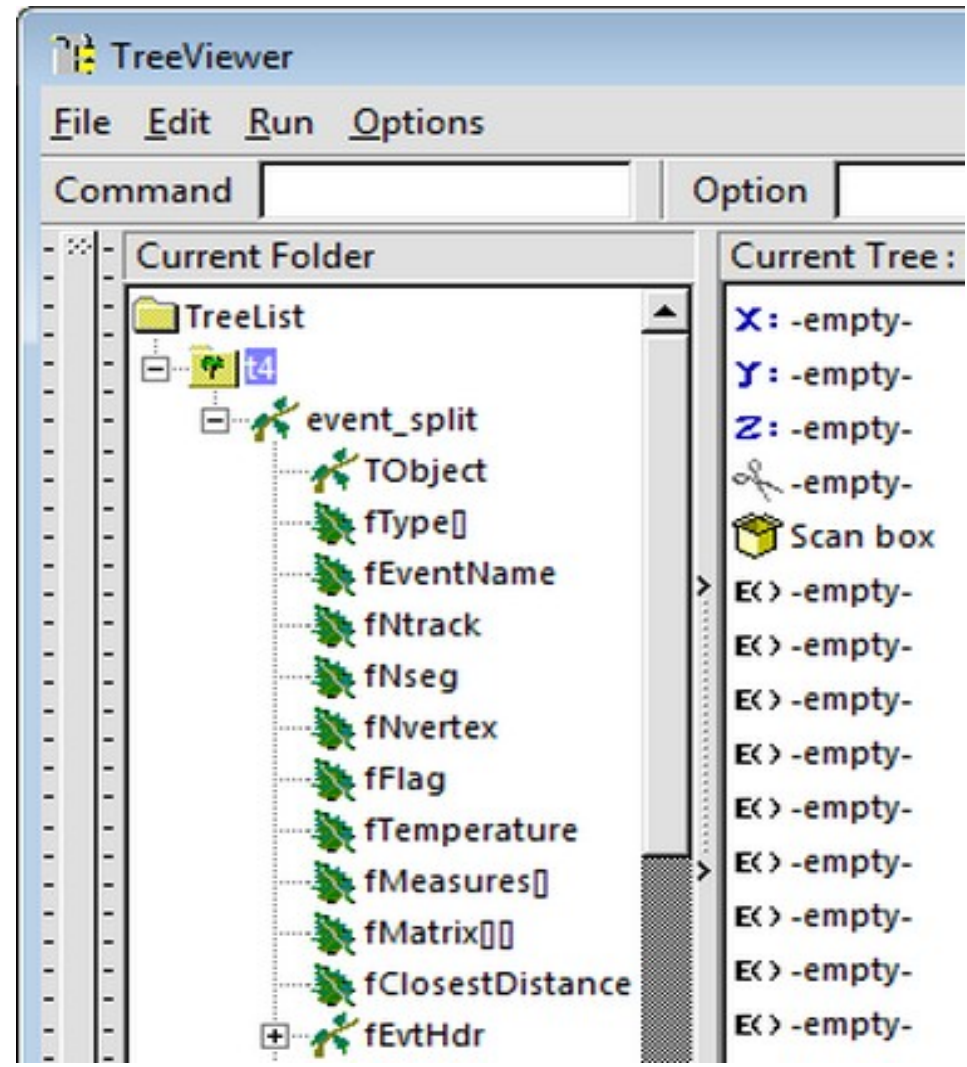 TreeViewer
File Edit Run Options
Command Option
Current Folder
TreeList
t4
event_split
TObject
fType[]
fEventName
fNtrack
fNseg
fNvertex
fFlag
fTemperature
fMeasures[]
fMatrix[][]
fClosestDistance
fEvtHdr
Current Tree :
X: -empty-
Y: -empty-
Z: -empty-
-empty-
Scan box
E() -empty-
E() -empty-
E() -empty-
E() -empty-
E() -empty-
E() -empty-
E() -empty-
E() -empty-
E() -empty-